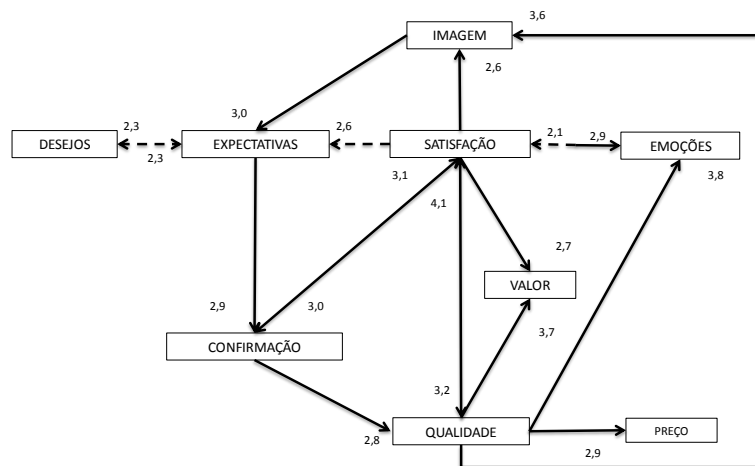 3,6
IMAGEM
2,6
3,0
2,3
2,6
2,1
2,9
DESEJOS
EXPECTATIVAS
SATISFAÇÃO
EMOÇÕES
2,3
3,1
4,1
3,8
2,7
VALOR
2,9
3,0
3,7
CONFIRMAÇÃO
3,2
2,8
QUALIDADE
PREÇO
2,9